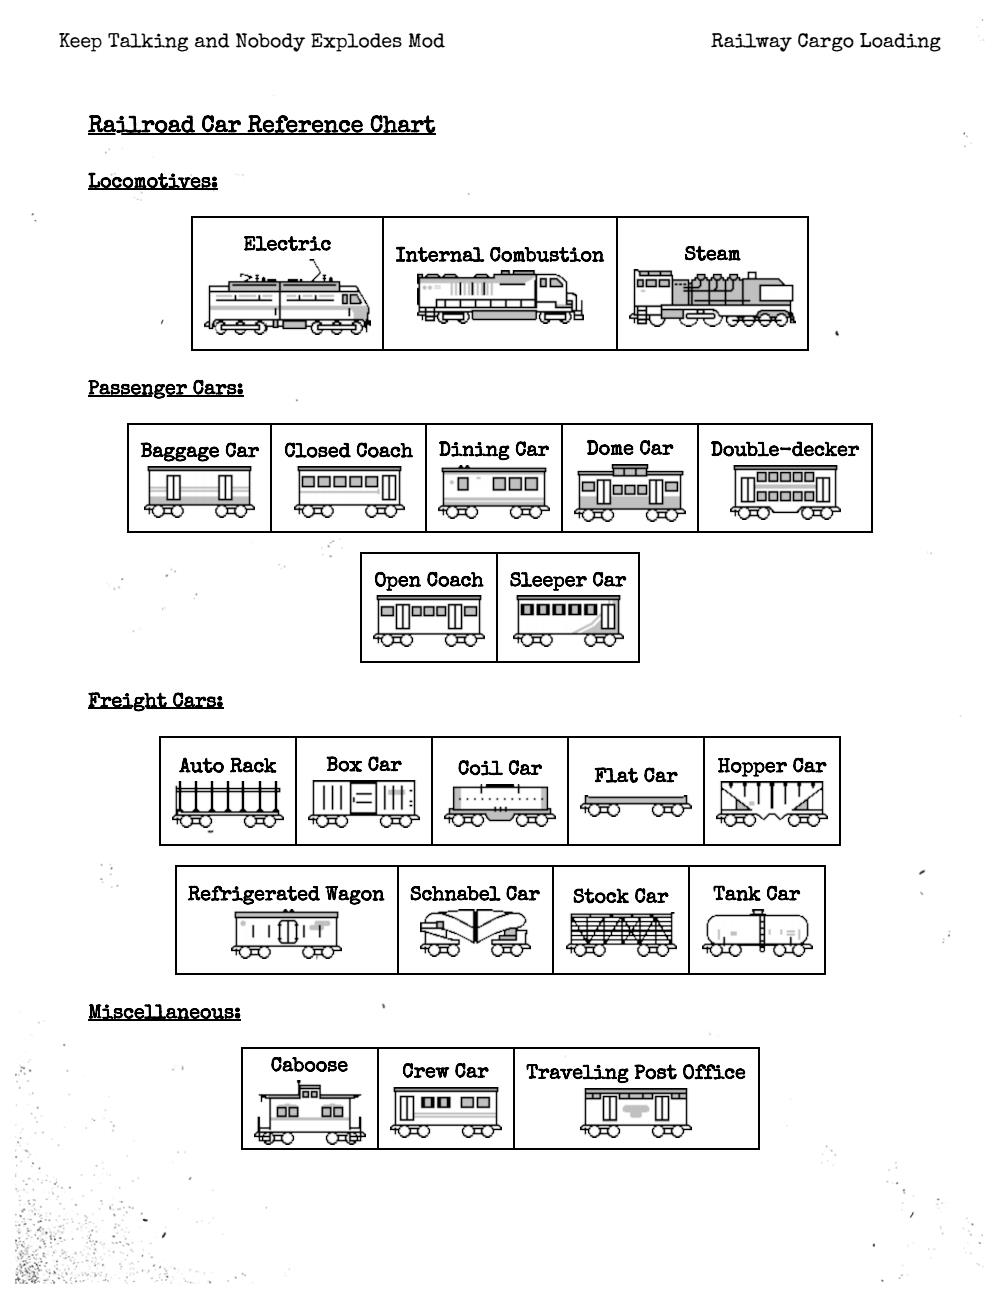 Keep Talking and Nobody Explodes Mod Railway Cargo Loading
Railroad Car Reference Chart
Locomotives:
Electric Internal Combustion Steam
Passenger Cars:
Baggage Car Closed Coach Dining Car Dome Car Double-decker
Open Coach Sleeper Car
Freight Cars:
Auto Rack Box Car Coil Car Flat Car Hopper Car
Refrigerated Wagon Schnabel Car Stock Car Tank Car
Miscellaneous:
Caboose Crew Car Traveling Post Office